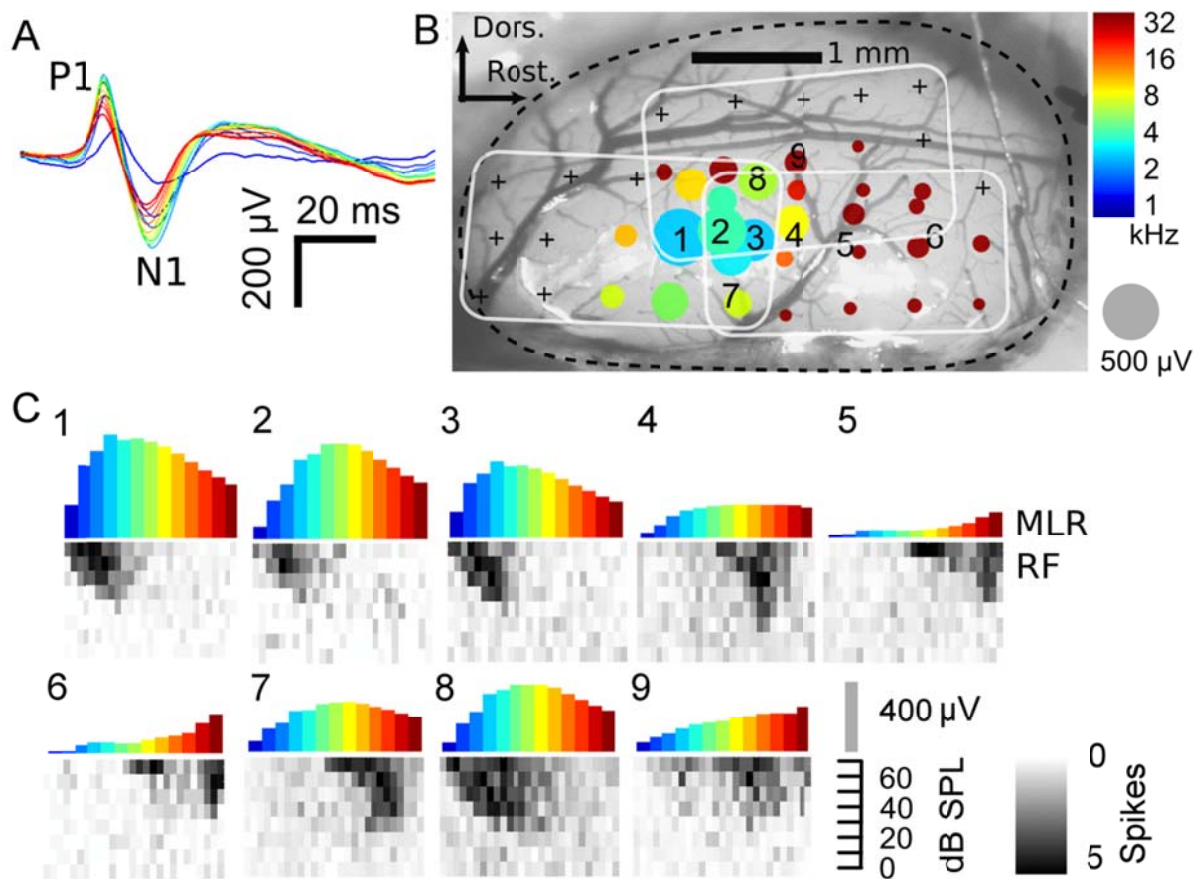 A
P1
N1
200 µV
20 ms
B
Dors.
Rost.
1 mm
1 2 3 4 5 6 7 8 9
32
16
8
4
2
1
kHz
500 µV
C
1 2 3 4 5
MLR
RF
6 7 8 9
400 µV
60
40
20
0
dB SPL
0
5
Spikes